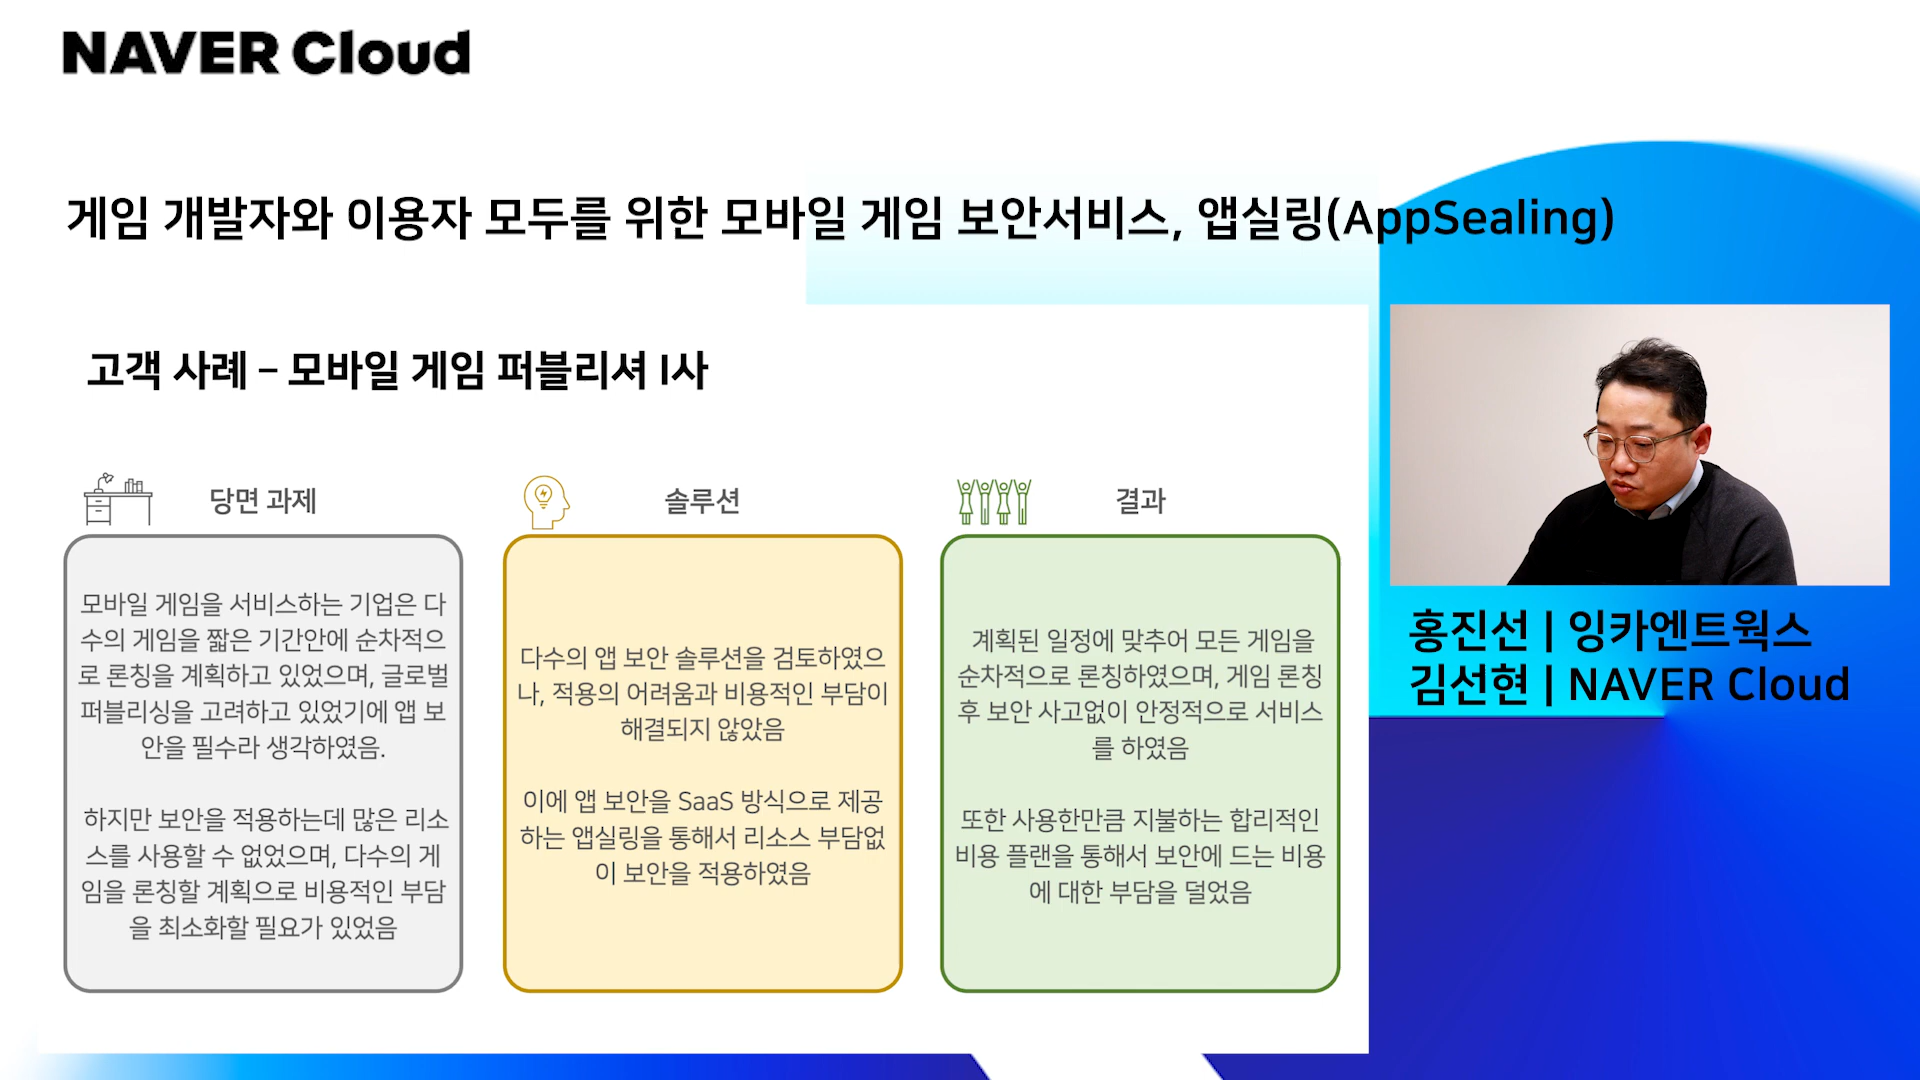 NAVER Cloud
게임 개발자와 이용자 모두를 위한 모바일 게임 보안서비스, 앱실링(AppSealing)
고객 사례 – 모바일 게임 퍼블리셔 I사
당면 과제
모바일 게임을 서비스하는 기업은 다
수의 게임을 짧은 기간안에 순차적으
로 론칭을 계획하고 있었으며, 글로벌
퍼블리싱을 고려하고 있었기에 앱 보
안을 필수라 생각하였음.
하지만 보안을 적용하는데 많은 리소
스를 사용할 수 없었으며, 다수의 게
임을 론칭할 계획으로 비용적인 부담
을 최소화할 필요가 있었음
솔루션
다수의 앱 보안 솔루션을 검토하였으
나, 적용의 어려움과 비용적인 부담이
해결되지 않았음
이에 앱 보안을 SaaS 방식으로 제공
하는 앱실링을 통해서 리소스 부담없
이 보안을 적용하였음
결과
계획된 일정에 맞추어 모든 게임을
순차적으로 론칭하였으며, 게임 론칭
후 보안 사고없이 안정적으로 서비스
를 하였음
또한 사용한만큼 지불하는 합리적인
비용 플랜을 통해서 보안에 드는 비용
에 대한 부담을 덜었음
홍진선 | 잉카엔트웍스
김선현 | NAVER Cloud